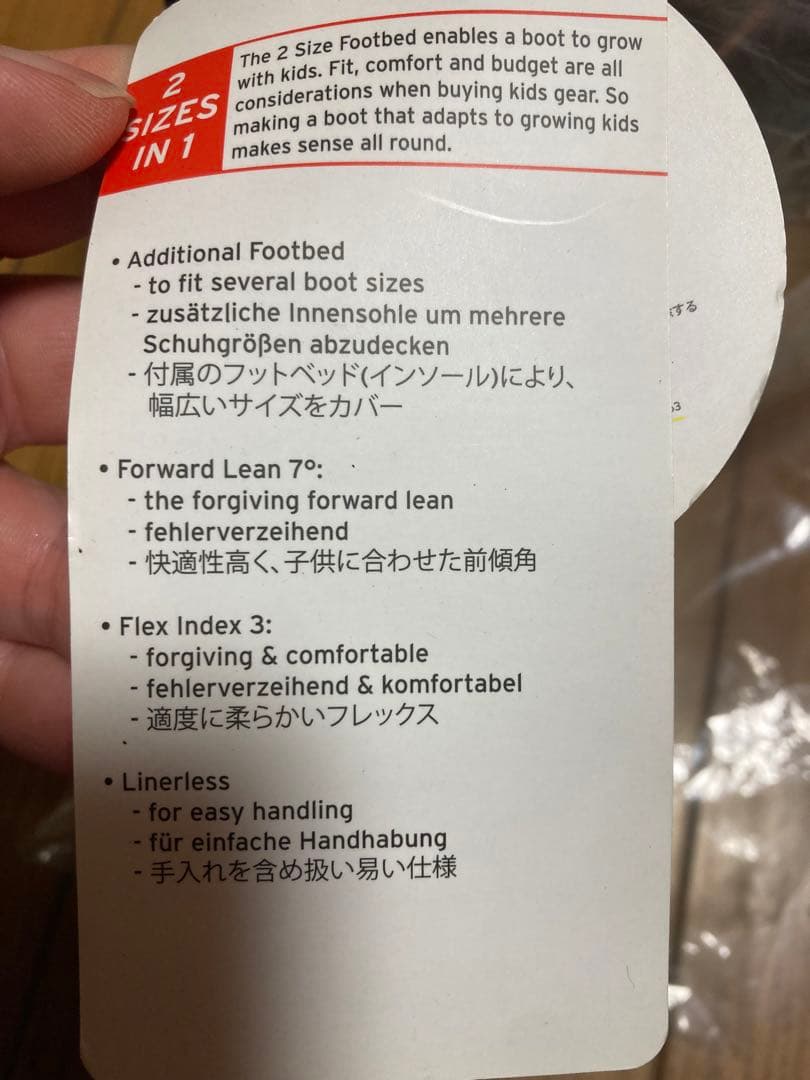 2
SIZES
IN 1
The 2 Size Footbed enables a boot to grow
with kids. Fit, comfort and budget are all
considerations when buying kids gear. So
making a boot that adapts to growing kids
makes sense all round.
• Additional Footbed
- to fit several boot sizes
- zusätzliche Innensohle um mehrere
Schuhgrößen abzudecken
- 付属のフットベッド(インソール)により、
幅広いサイズをカバー
• Forward Lean 7°:
- the forgiving forward lean
- fehlerverzeihend
- 快適性高く、子供に合わせた前傾角
• Flex Index 3:
- forgiving & comfortable
- fehlerverzeihend & komfortabel
- 適度に柔らかいフレックス
• Linerless
- for easy handling
- für einfache Handhabung
- 手入れを含め扱い易い仕様
する